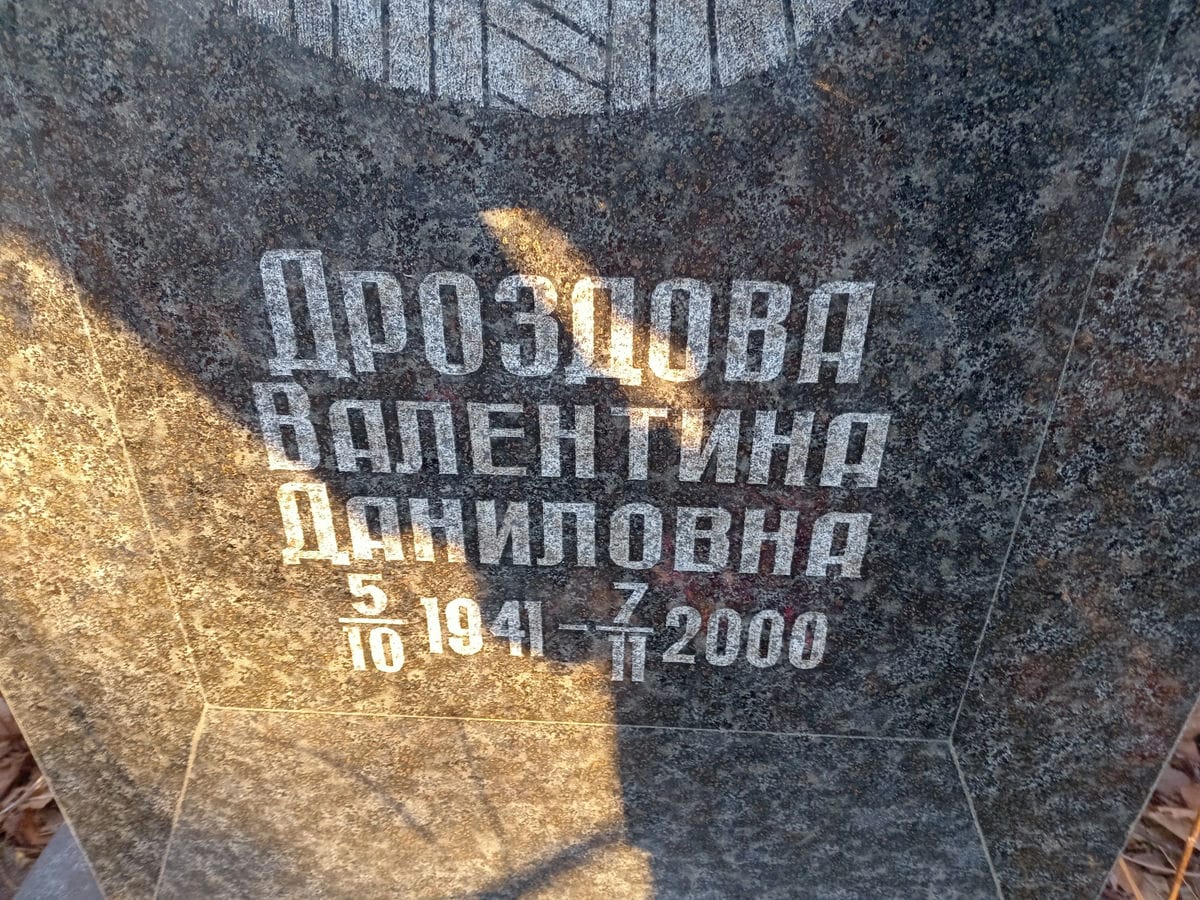 Дроздова
Валентина
Даниловна
5/10 1941 – 7/11 2000